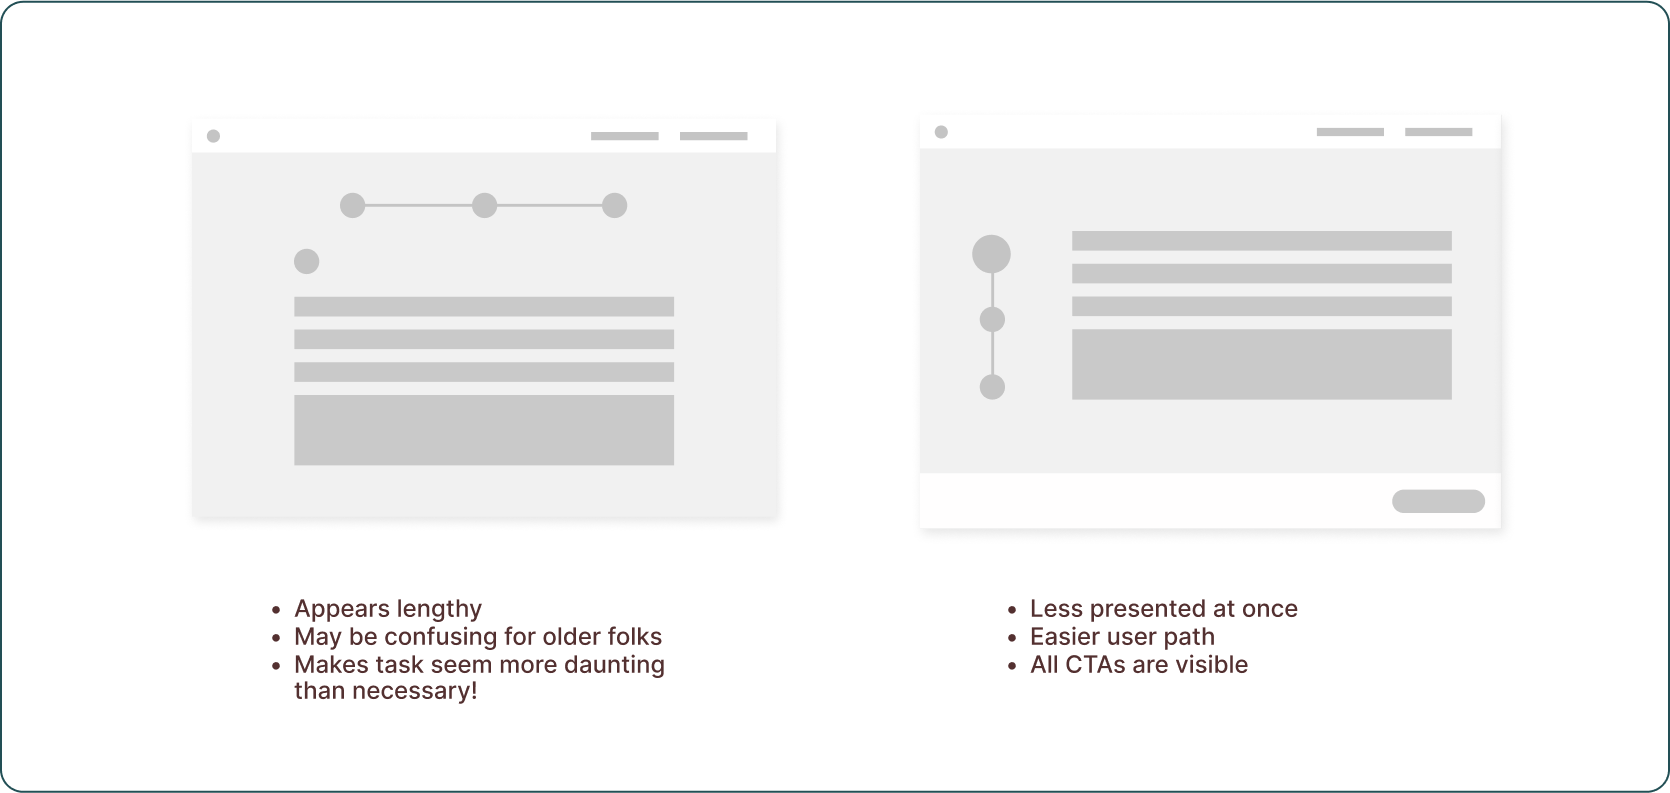 • Appears lengthy
• May be confusing for older folks
• Makes task seem more daunting
than necessary!
• Less presented at once
• Easier user path
• All CTAs are visible